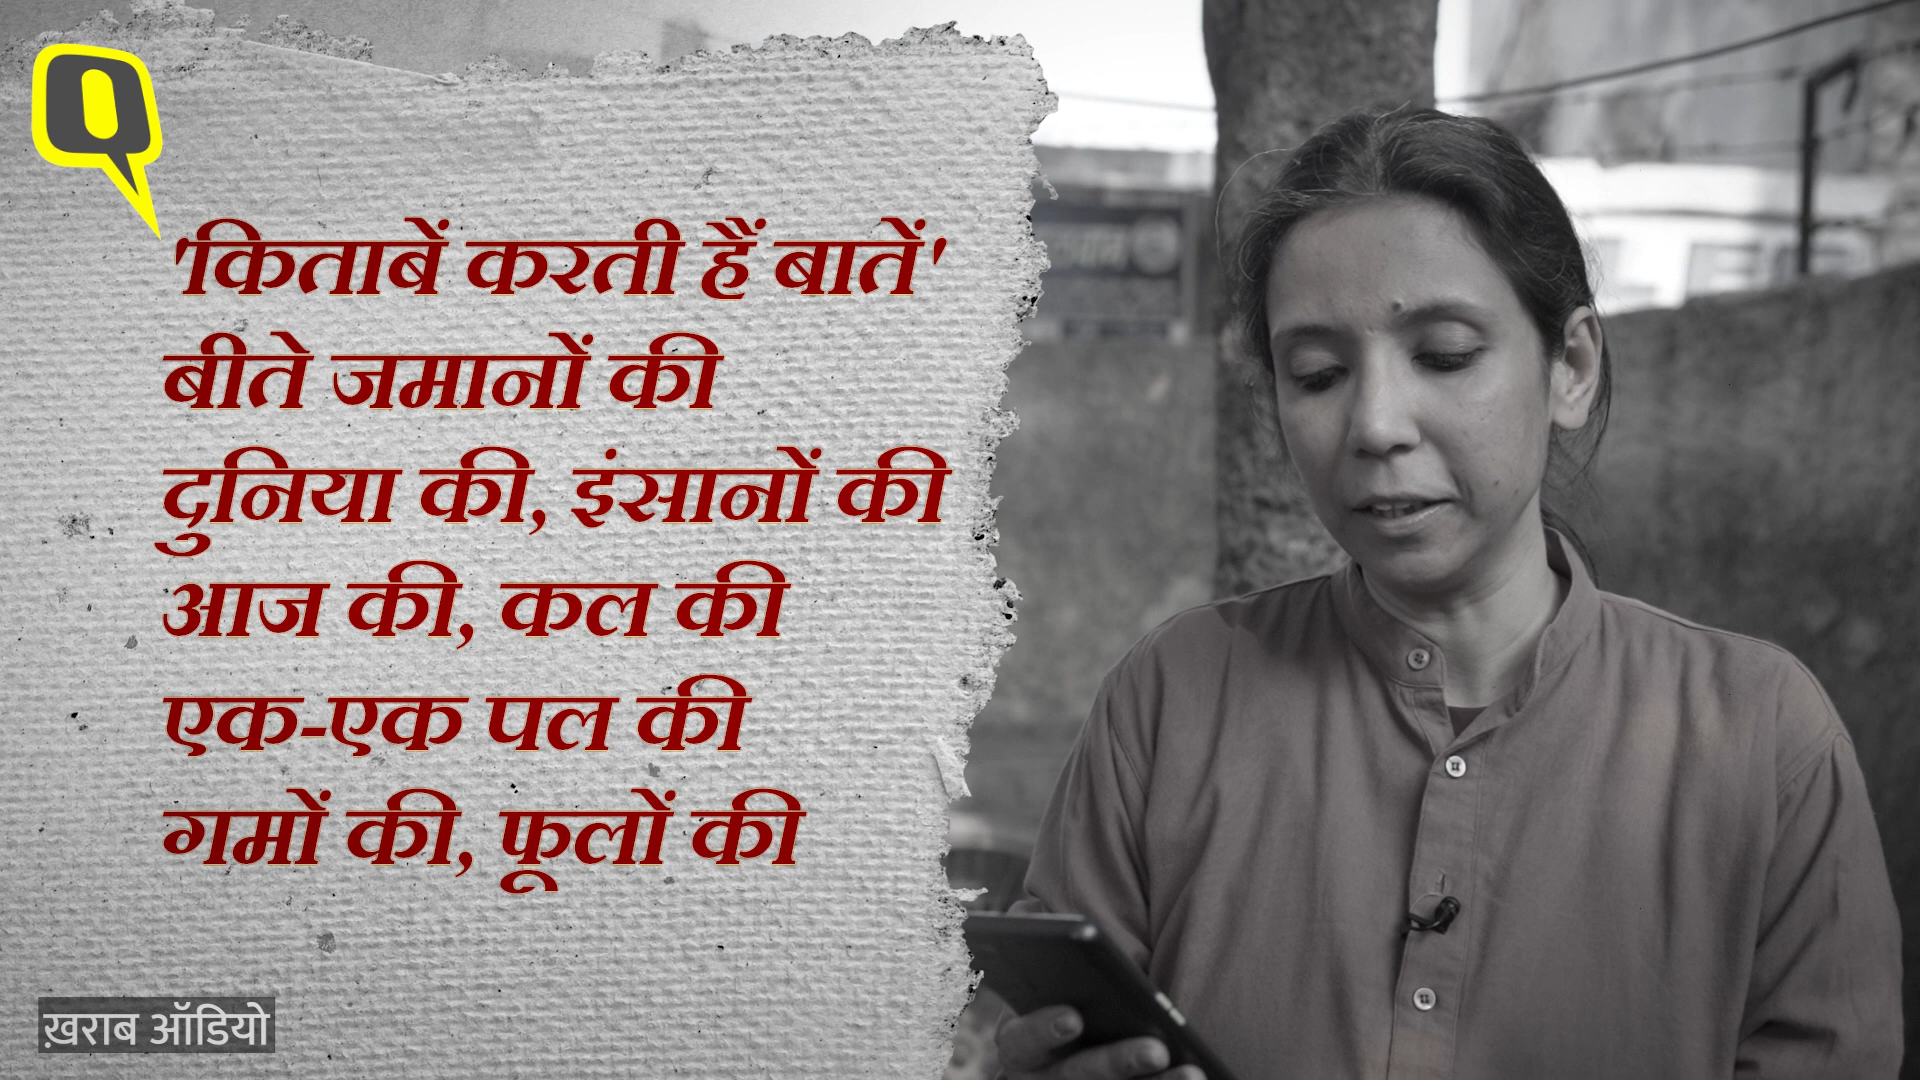 Q
'किताबें करती हैं बातें'
बीते जमानों की
दुनिया की, इंसानों की
आज की, कल की
एक-एक पल की
गमों की, फूलों की
ख़राब ऑडियो